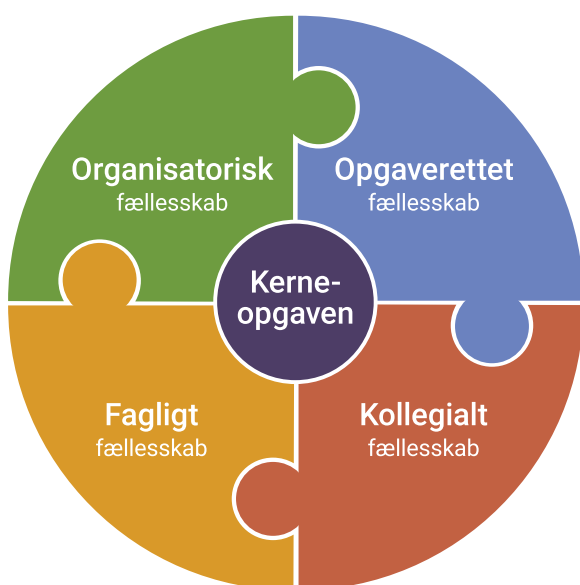 Organisatorisk
fællesskab
Opgaverettet
fællesskab
Kerne-
opgaven
Fagligt
fællesskab
Kollegialt
fællesskab